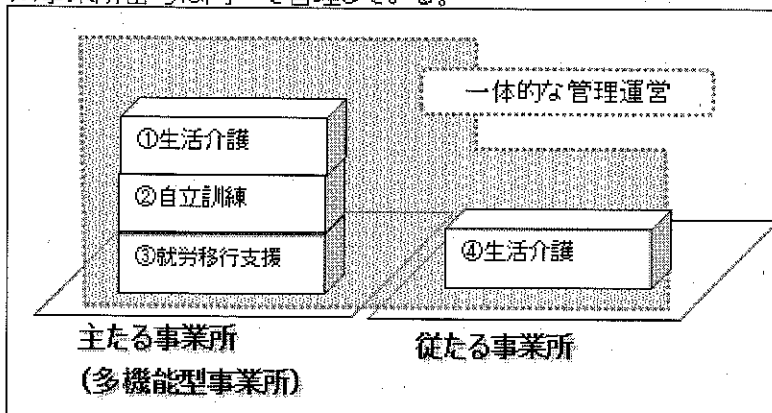 一体的な管理運営
①生活介護
②自立訓練
③就労移行支援
④生活介護
主たる事業所
(多機能型事業所)
従たる事業所